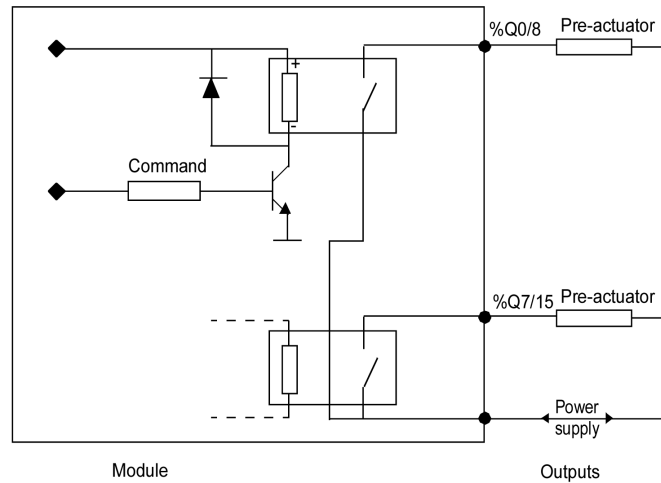 %Q0/8
Pre-actuator
+
-
Command
%Q7/15
Pre-actuator
Power
supply
Module
Outputs